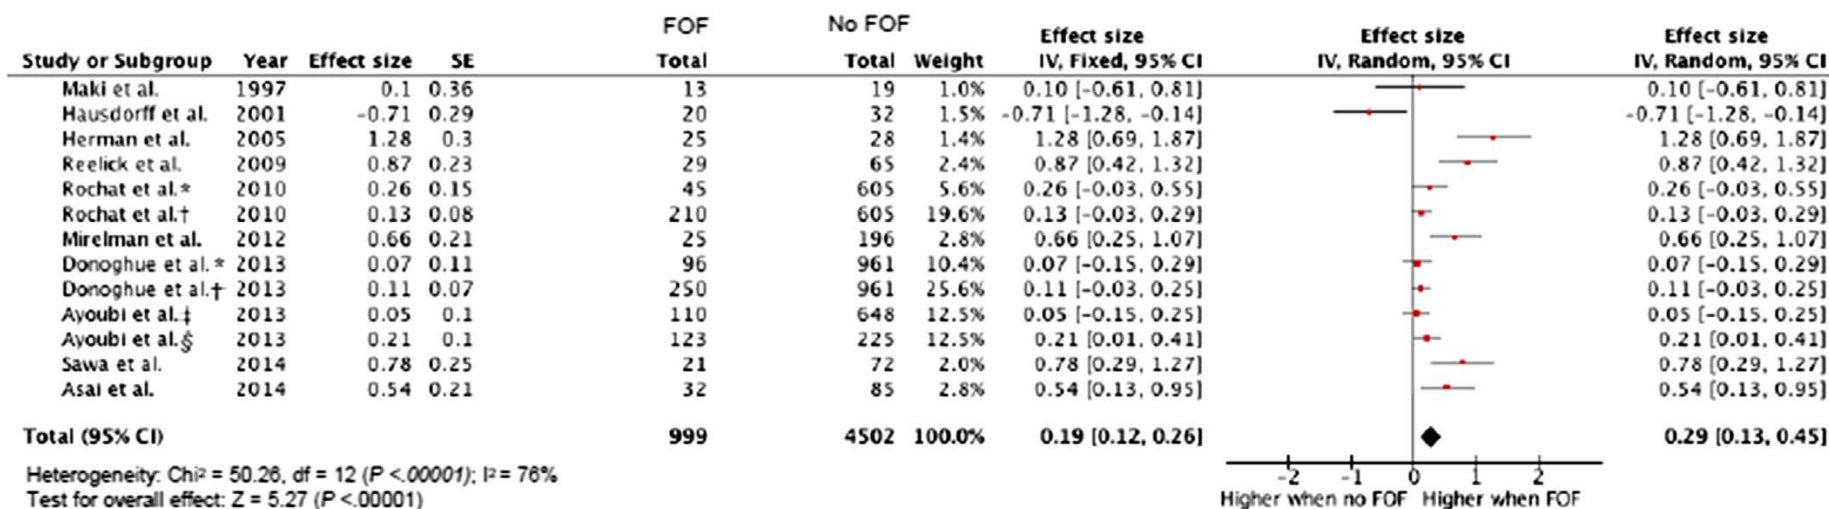 FOF No FOF
Effect size Effect size Effect size
Study or Subgroup Year Effect size SE Total Total Weight IV, Fixed, 95% CI IV, Random, 95% CI IV, Random, 95% CI
Maki et al. 1997 0.1 0.36 13 19 1.0% 0.10 [-0.61, 0.81] 0.10 [-0.61, 0.81]
Hausdorff et al. 2001 -0.71 0.29 20 32 1.5% -0.71 [-1.28, -0.14] -0.71 [-1.28, -0.14]
Herman et al. 2005 1.28 0.3 25 28 1.4% 1.28 [0.69, 1.87] 1.28 [0.69, 1.87]
Reelick et al. 2009 0.87 0.23 29 65 2.4% 0.87 [0.42, 1.32] 0.87 [0.42, 1.32]
Rochat et al.* 2010 0.26 0.15 45 605 5.6% 0.26 [-0.03, 0.55] 0.26 [-0.03, 0.55]
Rochat et al.† 2010 0.13 0.08 210 605 19.6% 0.13 [-0.03, 0.29] 0.13 [-0.03, 0.29]
Mirelman et al. 2012 0.66 0.21 25 196 2.8% 0.66 [0.25, 1.07] 0.66 [0.25, 1.07]
Donoghue et al.* 2013 0.07 0.11 96 961 10.4% 0.07 [-0.15, 0.29] 0.07 [-0.15, 0.29]
Donoghue et al.† 2013 0.11 0.07 250 961 25.6% 0.11 [-0.03, 0.25] 0.11 [-0.03, 0.25]
Ayoubi et al.‡ 2013 0.05 0.1 110 648 12.5% 0.05 [-0.15, 0.25] 0.05 [-0.15, 0.25]
Ayoubi et al.§ 2013 0.21 0.1 123 225 12.5% 0.21 [0.01, 0.41] 0.21 [0.01, 0.41]
Sawa et al. 2014 0.78 0.25 21 72 2.0% 0.78 [0.29, 1.27] 0.78 [0.29, 1.27]
Asai et al. 2014 0.54 0.21 32 85 2.8% 0.54 [0.13, 0.95] 0.54 [0.13, 0.95]
Total (95% CI) 999 4502 100.0% 0.19 [0.12, 0.26] 0.29 [0.13, 0.45]
Heterogeneity: Chi² = 50.26, df = 12 (P <.00001); I² = 76%
-2 -1 0 1 2
Test for overall effect: Z = 5.27 (P <.00001)
Higher when no FOF Higher when FOF